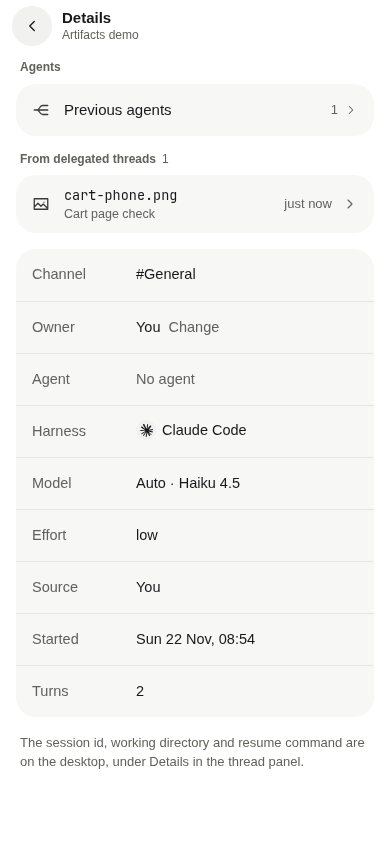 Details
Artifacts demo
Agents
Previous agents 1
From delegated threads 1
cart-phone.png
Cart page check
just now
Channel #General
Owner You Change
Agent No agent
Harness Claude Code
Model Auto · Haiku 4.5
Effort low
Source You
Started Sun 22 Nov, 08:54
Turns 2
The session id, working directory and resume command are
on the desktop, under Details in the thread panel.